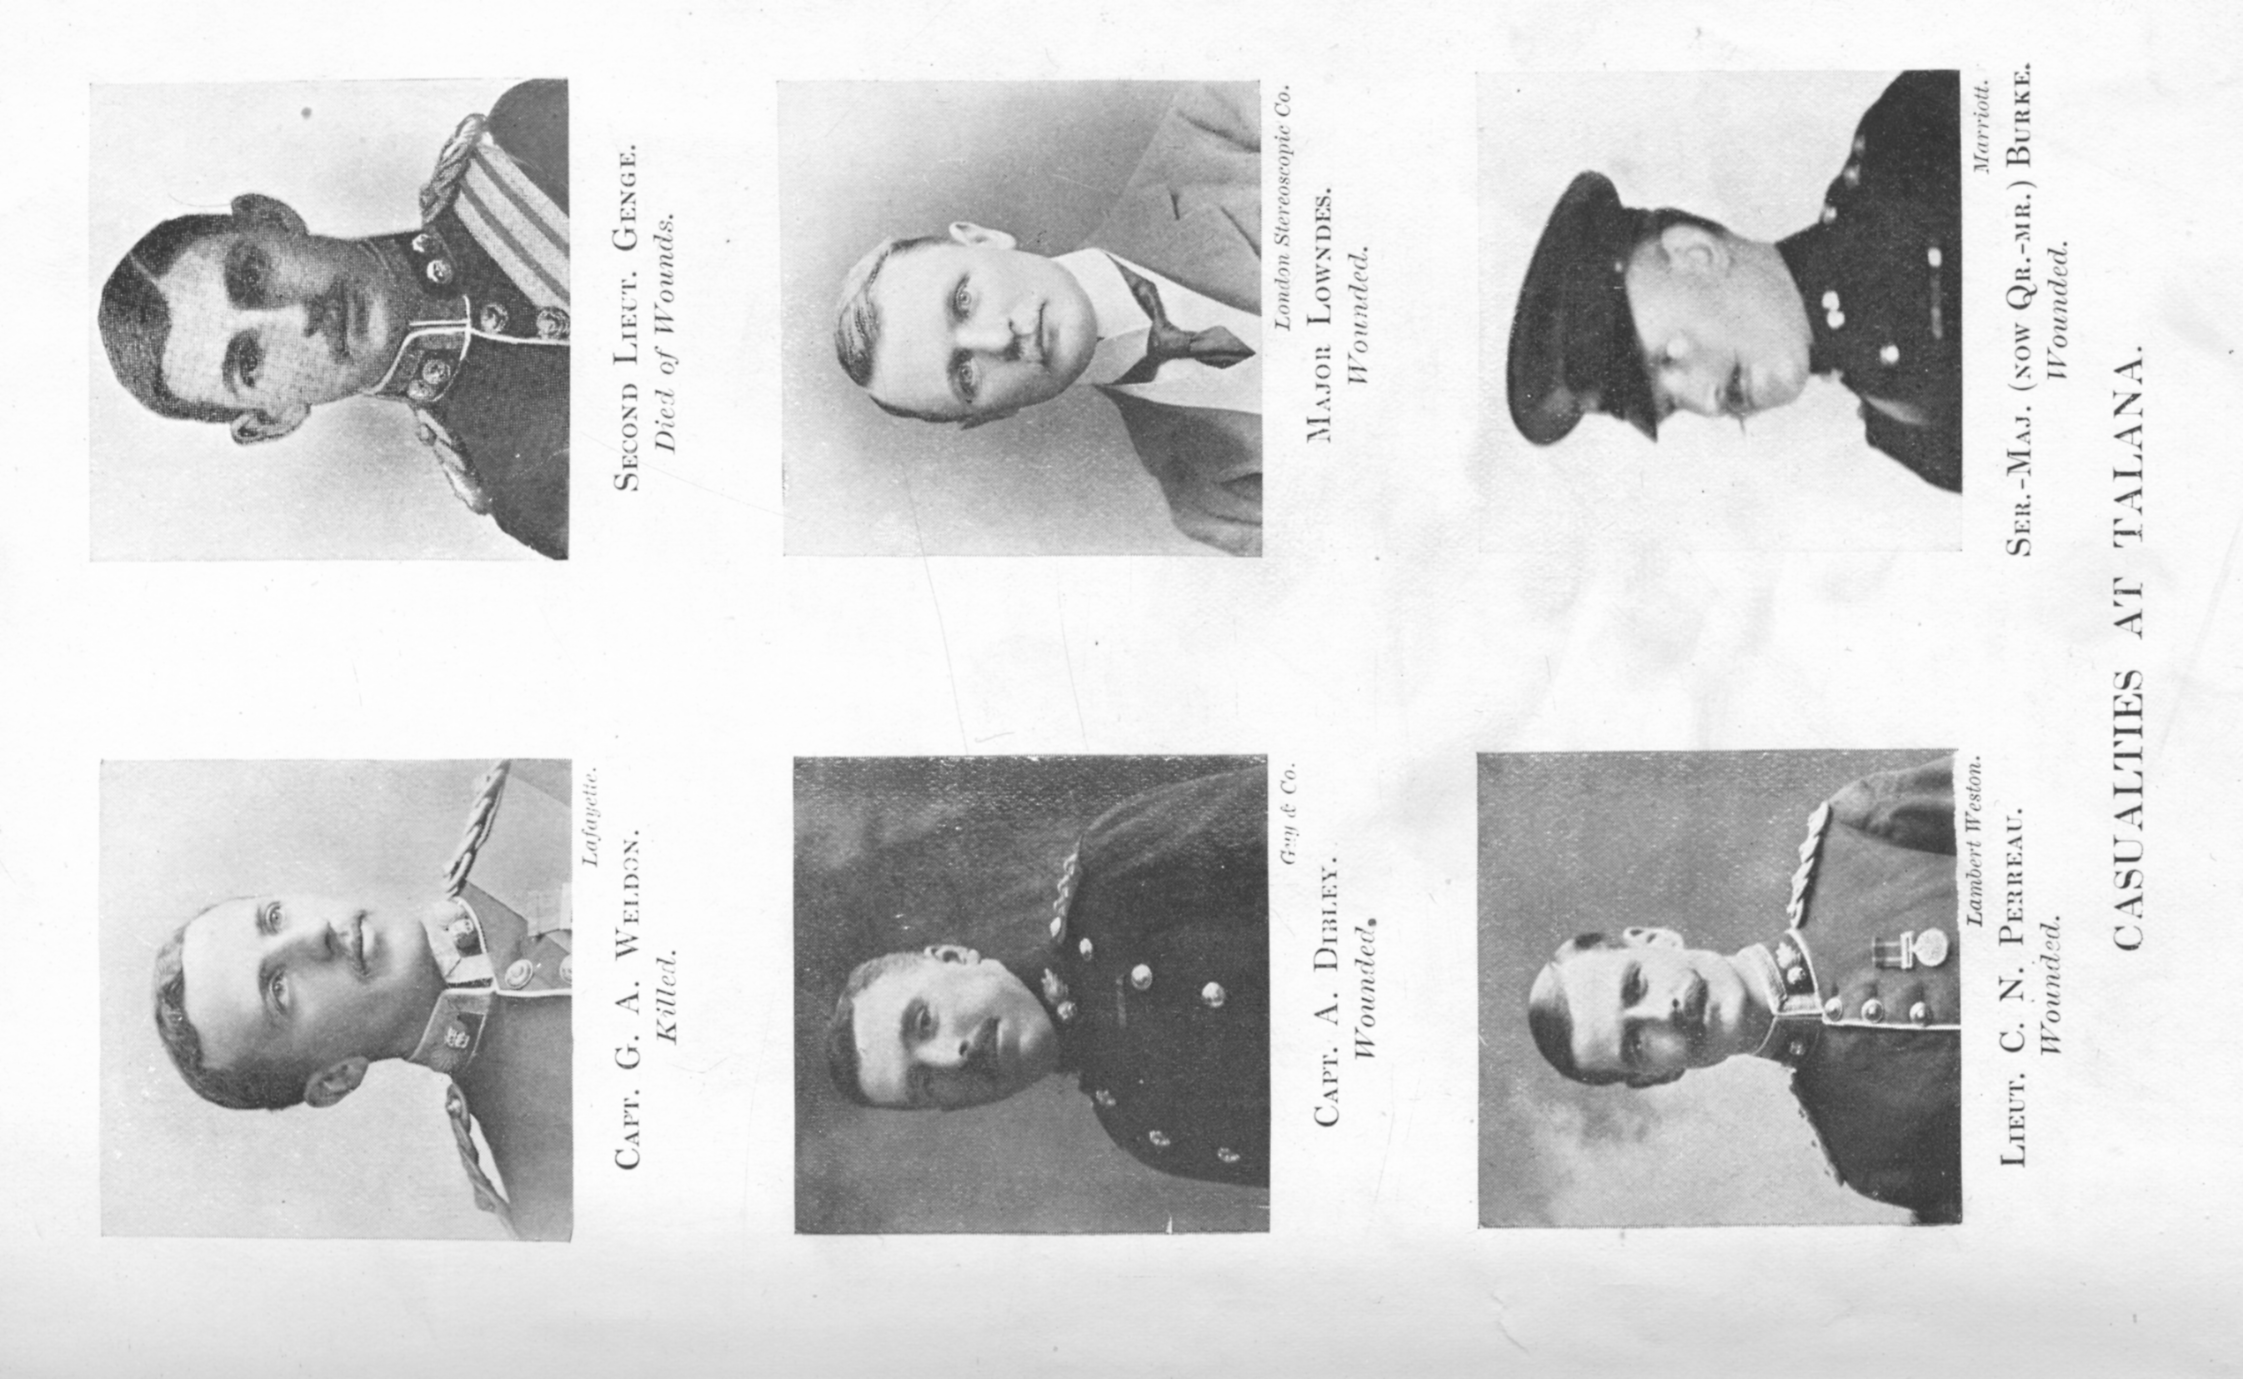 Lafayette.
CAPT. G. A. WELDON.
Killed.
SECOND LIEUT. GENGE.
Died of Wounds.
Guy & Co.
CAPT. A. DIBLEY.
Wounded.
London Stereoscopic Co.
MAJOR LOWNDES.
Wounded.
Lambert Weston.
LIEUT. C. N. PERREAU.
Wounded.
Marriott.
SER.-MAJ. (NOW QR.-MR.) BURKE.
Wounded.
CASUALTIES AT TALANA.